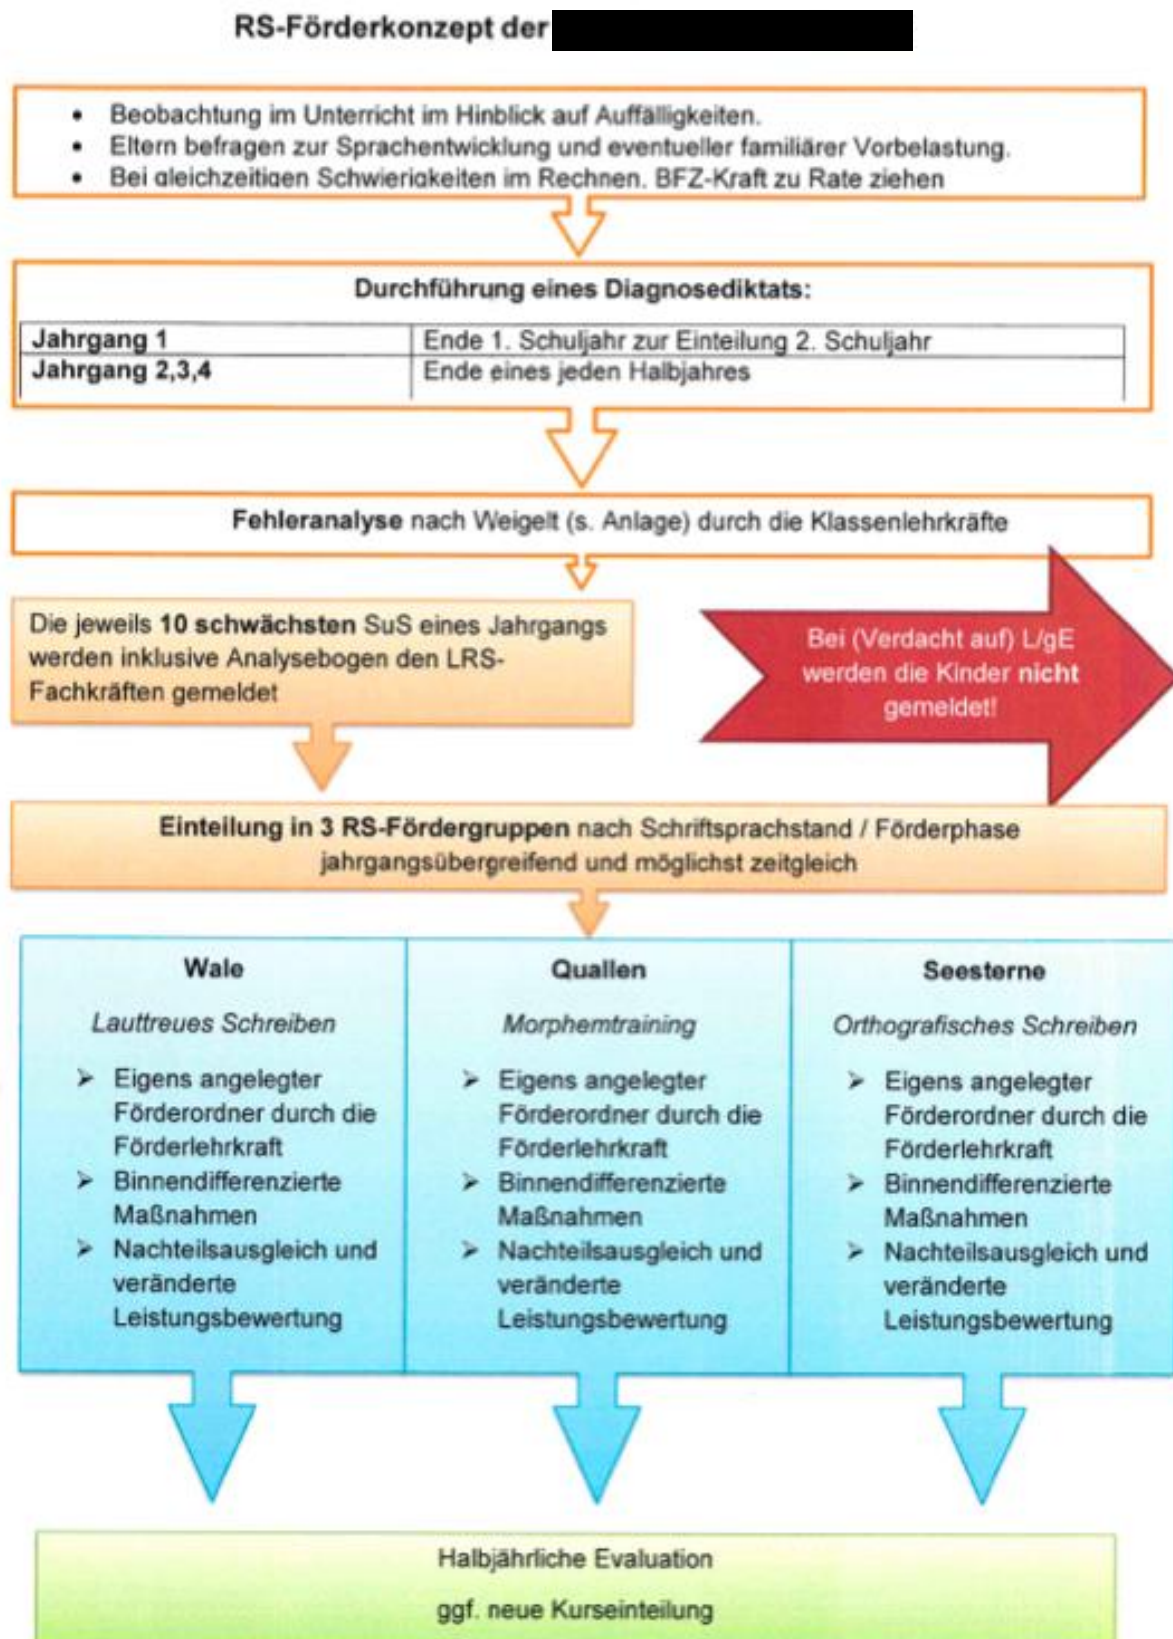 RS-Förderkonzept der
• Beobachtung im Unterricht im Hinblick auf Auffälligkeiten.
• Eltern befragen zur Sprachentwicklung und eventueller familiärer Vorbelastung.
• Bei gleichzeitigen Schwierigkeiten im Rechnen. BFZ-Kraft zu Rate ziehen
Durchführung eines Diagnosediktats:
Jahrgang 1 Ende 1. Schuljahr zur Einteilung 2. Schuljahr
Jahrgang 2,3,4 Ende eines jeden Halbjahres
Fehleranalyse nach Weigelt (s. Anlage) durch die Klassenlehrkräfte
Die jeweils 10 schwächsten SuS eines Jahrgangs
werden inklusive Analysebogen den LRS-
Fachkräften gemeldet
Bei (Verdacht auf) L/gE
werden die Kinder nicht
gemeldet!
Einteilung in 3 RS-Fördergruppen nach Schriftsprachstand / Förderphase
jahrgangsübergreifend und möglichst zeitgleich
Wale
Lauttreues Schreiben
➢ Eigens angelegter
Förderordner durch die
Förderlehrkraft
➢ Binnendifferenzierte
Maßnahmen
➢ Nachteilsausgleich und
veränderte
Leistungsbewertung
Quallen
Morphemtraining
➢ Eigens angelegter
Förderordner durch die
Förderlehrkraft
➢ Binnendifferenzierte
Maßnahmen
➢ Nachteilsausgleich und
veränderte
Leistungsbewertung
Seesterne
Orthografisches Schreiben
➢ Eigens angelegter
Förderordner durch die
Förderlehrkraft
➢ Binnendifferenzierte
Maßnahmen
➢ Nachteilsausgleich und
veränderte
Leistungsbewertung
Halbjährliche Evaluation
ggf. neue Kurseinteilung